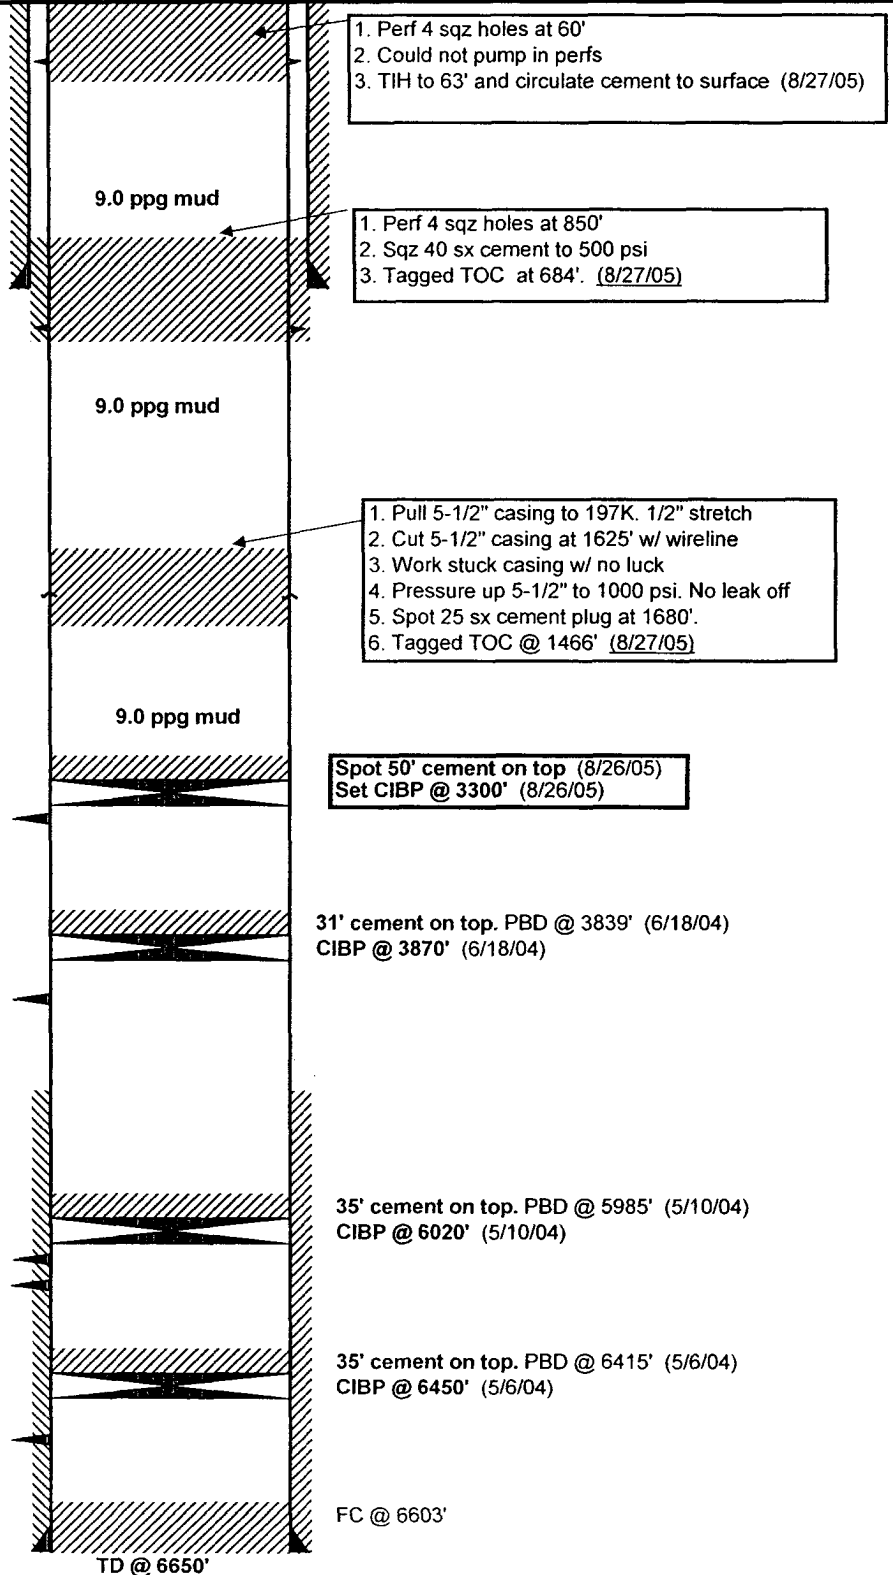 1. Perf 4 sqz holes at 60'
2. Could not pump in perfs
3. TIH to 63' and circulate cement to surface (8/27/05)
9.0 ppg mud
1. Perf 4 sqz holes at 850'
2. Sqz 40 sx cement to 500 psi
3. Tagged TOC at 684'. (8/27/05)
9.0 ppg mud
1. Pull 5-1/2" casing to 197K. 1/2" stretch
2. Cut 5-1/2" casing at 1625' w/ wireline
3. Work stuck casing w/ no luck
4. Pressure up 5-1/2" to 1000 psi. No leak off
5. Spot 25 sx cement plug at 1680'.
6. Tagged TOC @ 1466' (8/27/05)
9.0 ppg mud
Spot 50' cement on top (8/26/05)
Set CIBP @ 3300' (8/26/05)
31' cement on top. PBD @ 3839' (6/18/04)
CIBP @ 3870' (6/18/04)
35' cement on top. PBD @ 5985' (5/10/04)
CIBP @ 6020' (5/10/04)
35' cement on top. PBD @ 6415' (5/6/04)
CIBP @ 6450' (5/6/04)
FC @ 6603'
TD @ 6650'